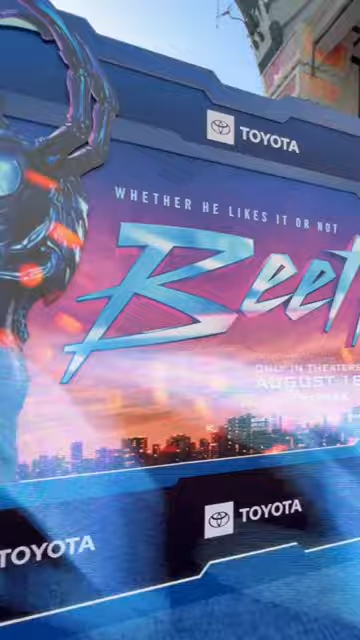 TOYOTA
WHETHER HE LIKES IT OR NOT
Beet
ONLY IN THEATERS
AUGUST 18
TOYOTA
TOYOTA